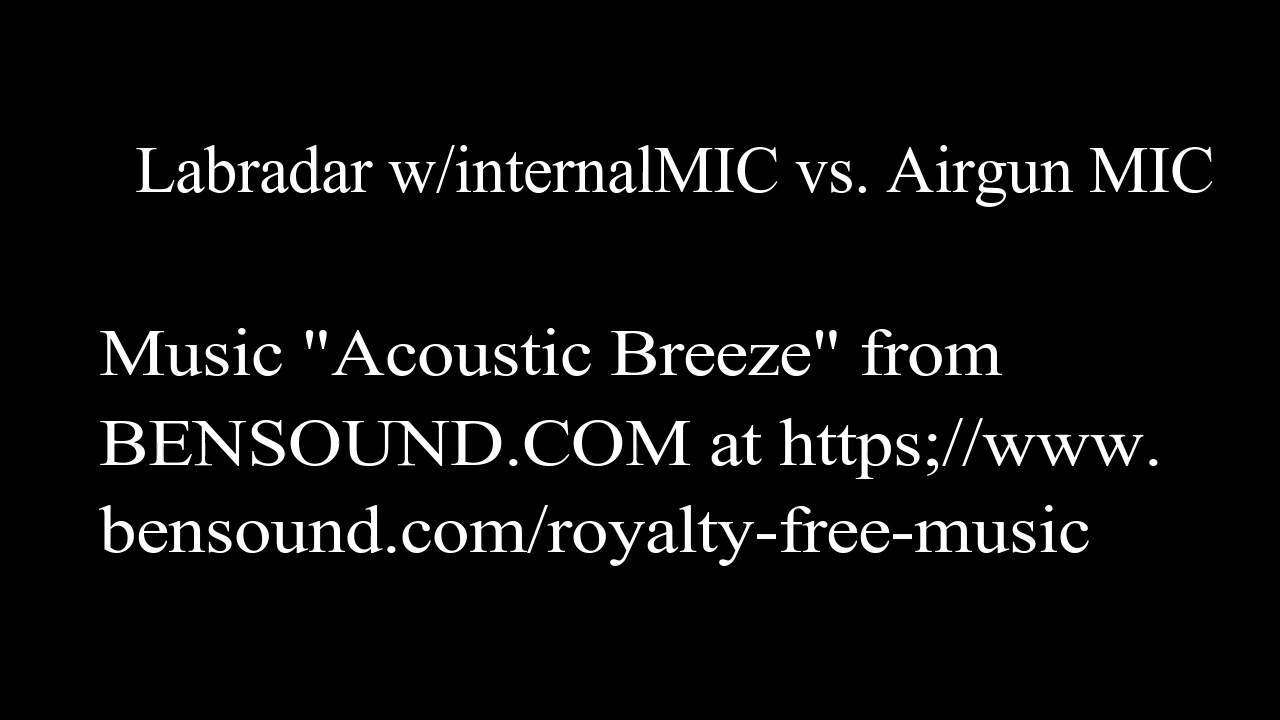 Labradar w/internalMIC vs. Airgun MIC
Music "Acoustic Breeze" from
BENSOUND.COM at https;//www.
bensound.com/royalty-free-music